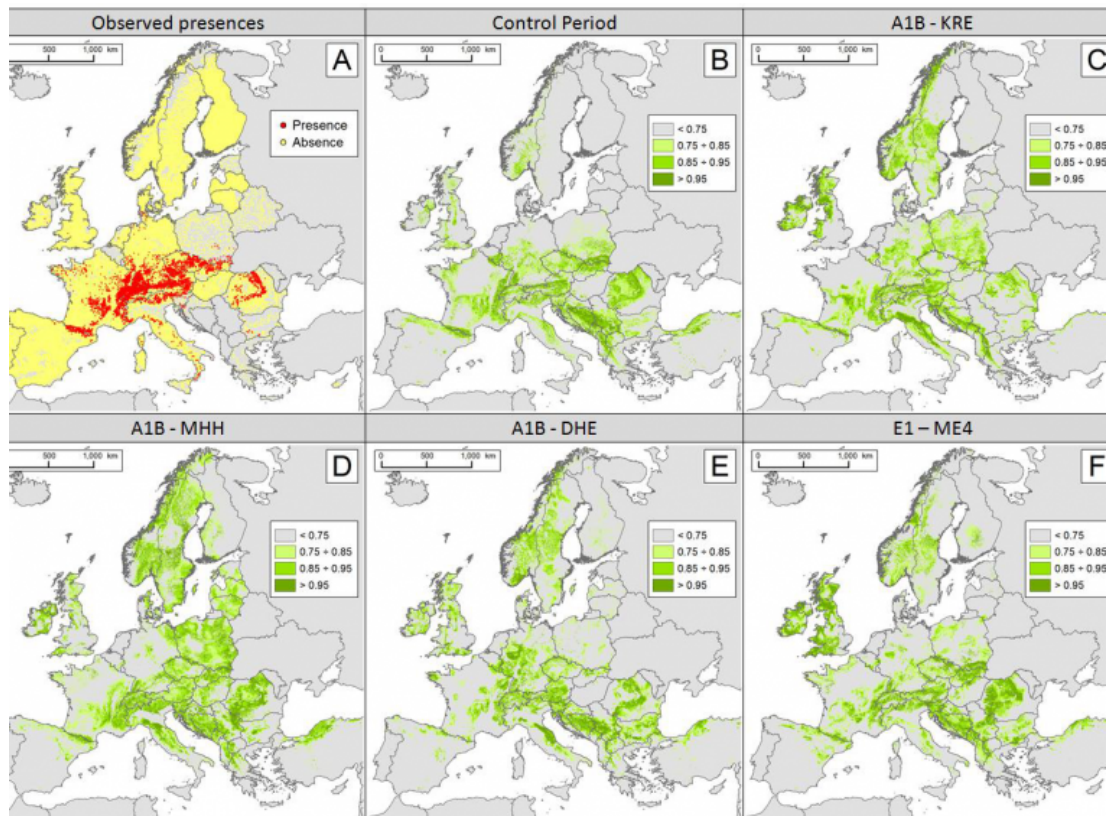 Observed presences
Control Period
A1B - KRE
500 1,000 km
A
Presence
Absence
500 1,000 km
B
< 0.75
0.75 ÷ 0.85
0.85 ÷ 0.95
> 0.95
500 1,000 km
C
< 0.75
0.75 ÷ 0.85
0.85 ÷ 0.95
> 0.95
A1B - MHH
A1B - DHE
E1 – ME4
500 1,000 km
D
< 0.75
0.75 ÷ 0.85
0.85 ÷ 0.95
> 0.95
500 1,000 km
E
< 0.75
0.75 ÷ 0.85
0.85 ÷ 0.95
> 0.95
500 1,000 km
F
< 0.75
0.75 ÷ 0.85
0.85 ÷ 0.95
> 0.95